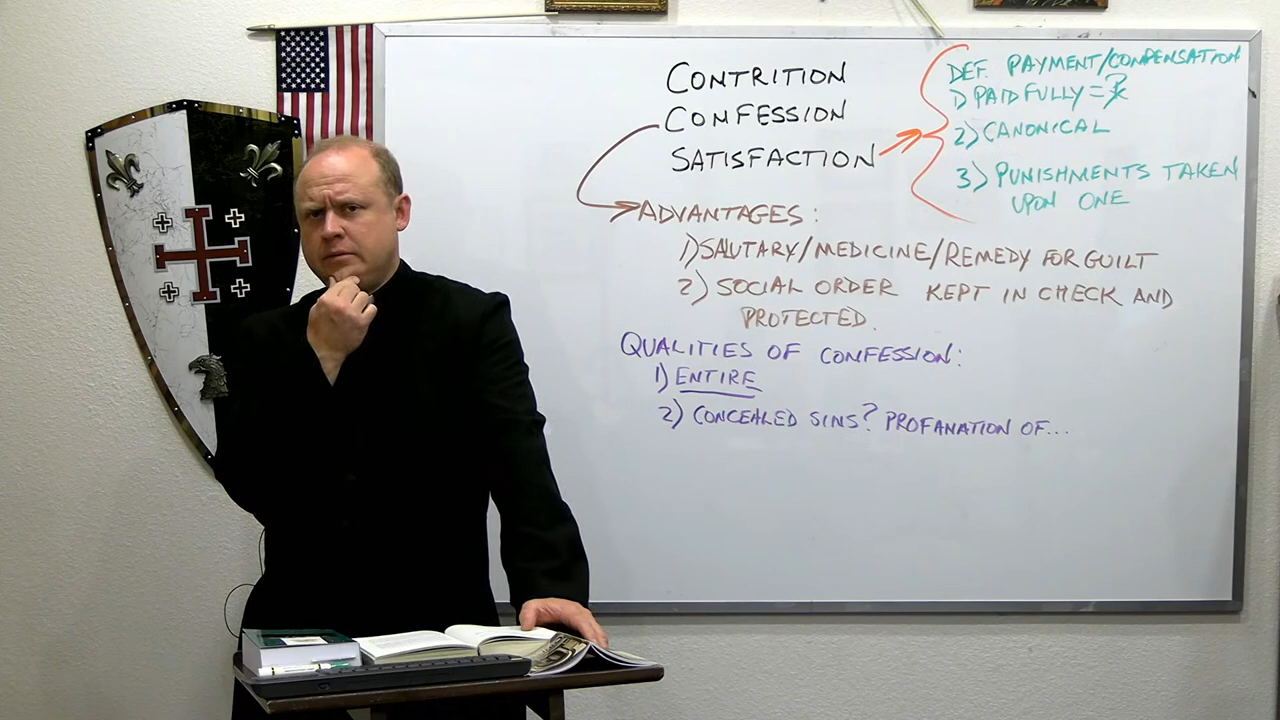 CONTRITION
CONFESSION
SATISFACTION
DEF. PAYMENT/COMPENSATION
1) PAID FULLY =
2) CANONICAL
3) PUNISHMENTS TAKEN
UPON ONE
ADVANTAGES:
1) SALUTARY/MEDICINE/REMEDY FOR GUILT
2) SOCIAL ORDER KEPT IN CHECK AND
PROTECTED.
QUALITIES OF CONFESSION:
1) ENTIRE
2) CONCEALED SINS? PROFANATION OF...